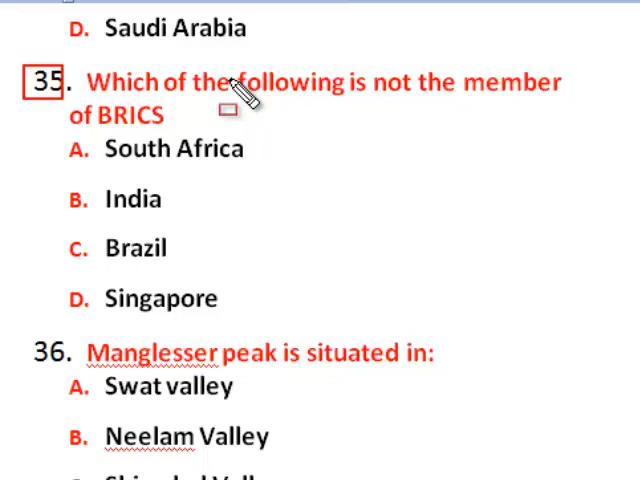 D. Saudi Arabia
35. Which of the following is not the member
of BRICS
A. South Africa
B. India
C. Brazil
D. Singapore
36. Manglesser peak is situated in:
A. Swat valley
B. Neelam Valley